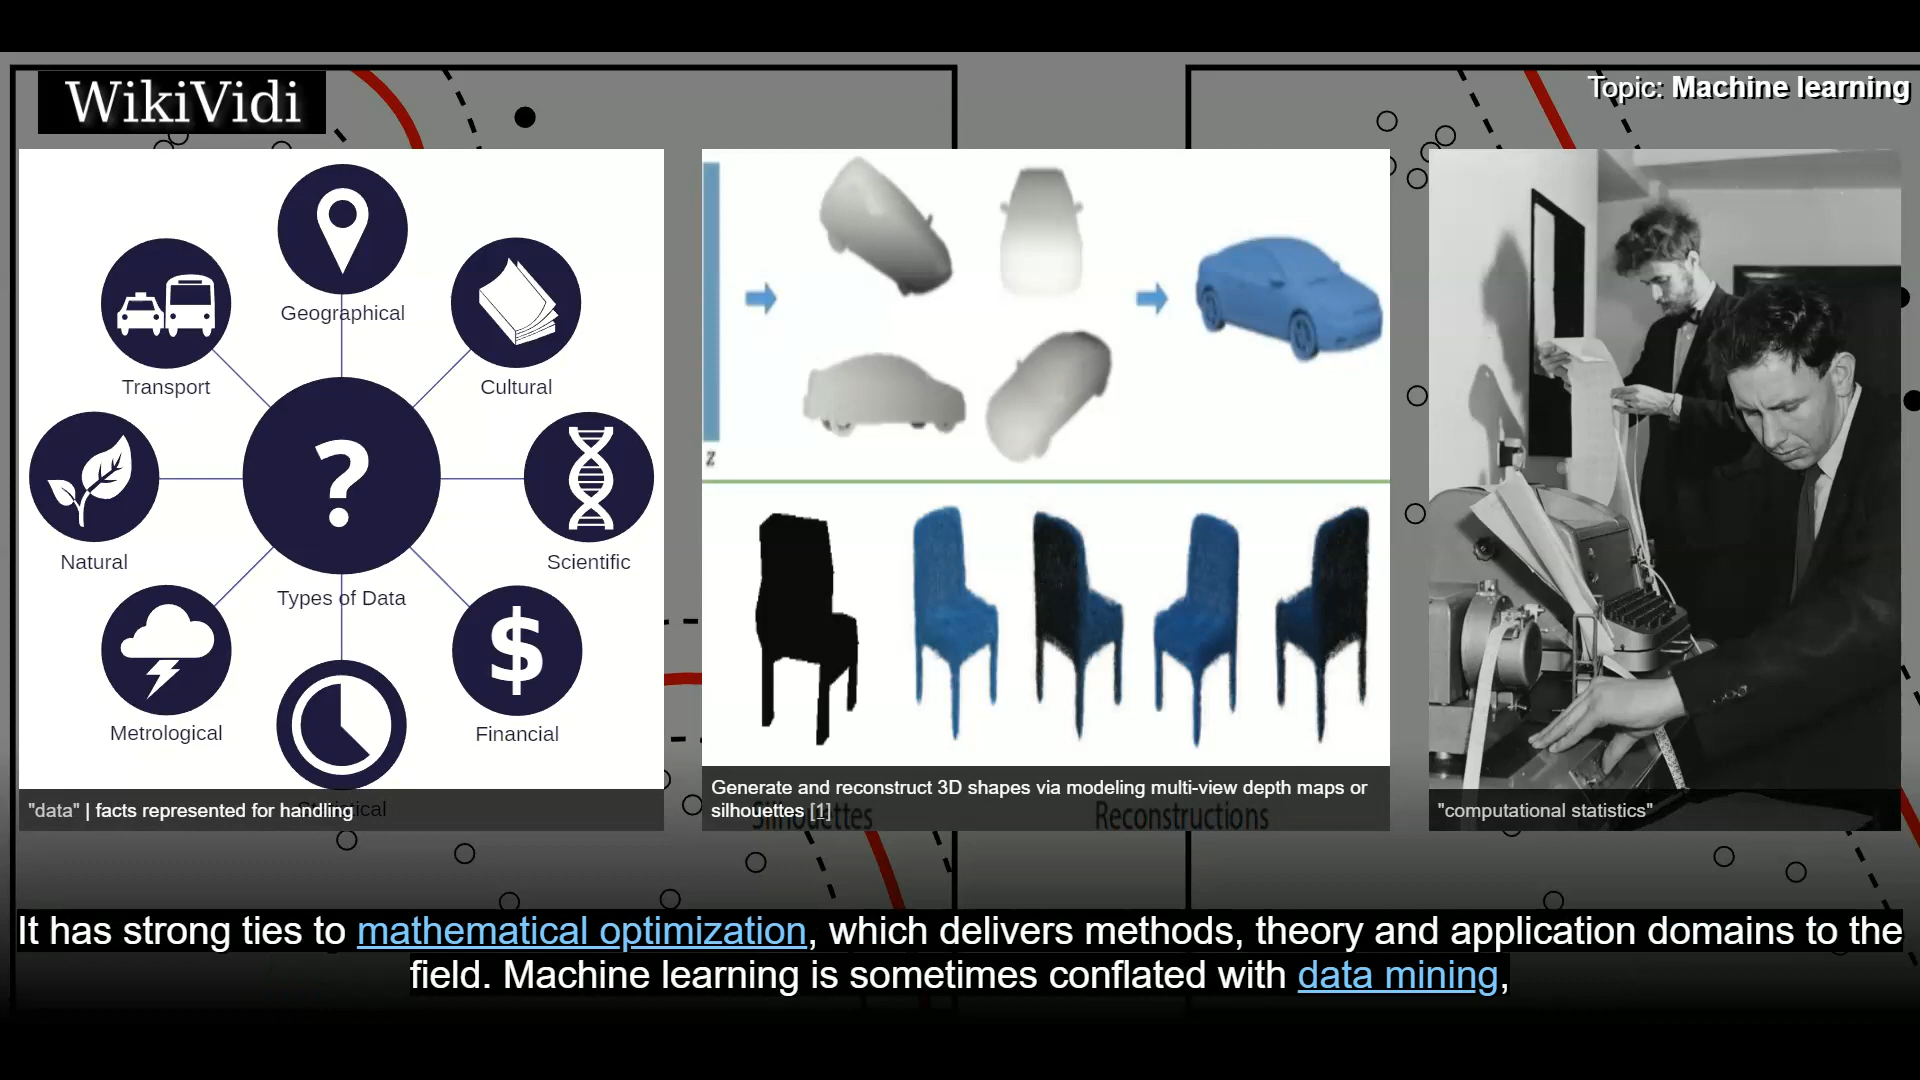 WikiVidi
Topic: Machine learning
Geographical
Transport
Cultural
Natural
Scientific
Types of Data
Metrological
Financial
"data" | facts represented for handling
z
Generate and reconstruct 3D shapes via modeling multi-view depth maps or
silhouettes [1]
Silhouettes
Reconstructions
"computational statistics"
It has strong ties to mathematical optimization, which delivers methods, theory and application domains to the
field. Machine learning is sometimes conflated with data mining,